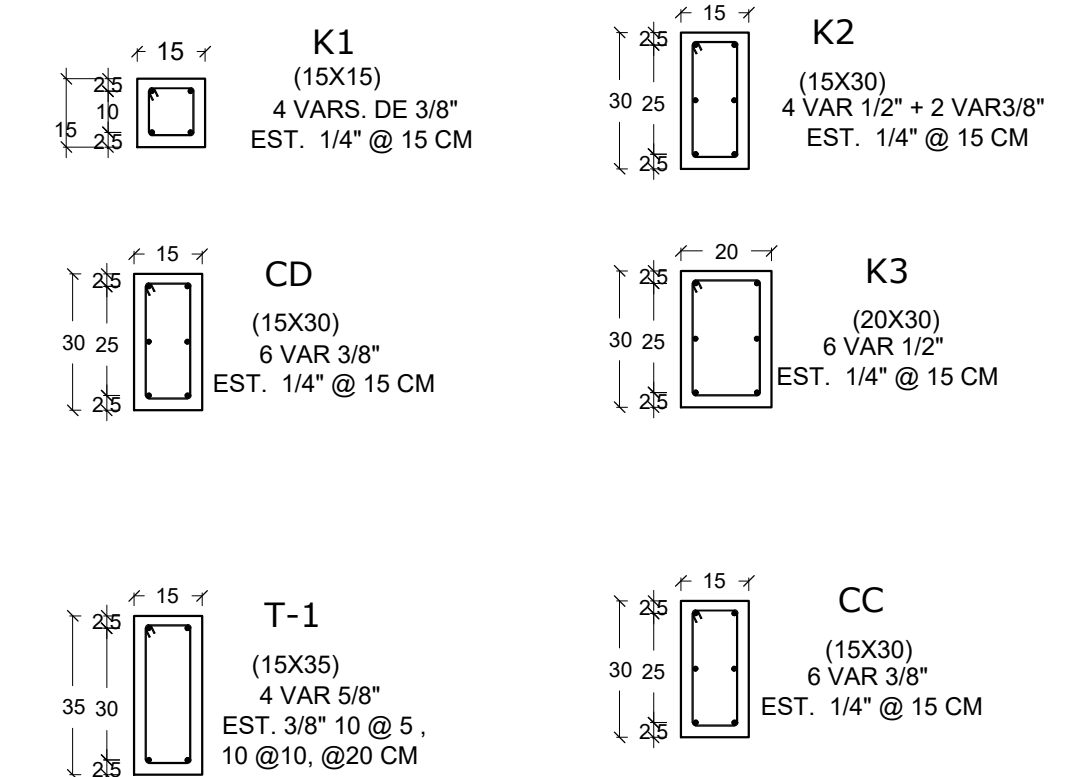 15
K1
(15X15)
4 VARS. DE 3/8"
EST. 1/4" @ 15 CM
2.5
10
15
2.5
15
K2
(15X30)
4 VAR 1/2" + 2 VAR3/8"
EST. 1/4" @ 15 CM
2.5
30 25
2.5
15
CD
(15X30)
6 VAR 3/8"
EST. 1/4" @ 15 CM
2.5
30 25
2.5
20
K3
(20X30)
6 VAR 1/2"
EST. 1/4" @ 15 CM
2.5
30 25
2.5
15
T-1
(15X35)
4 VAR 5/8"
EST. 3/8" 10 @ 5 ,
10 @10, @20 CM
2.5
35 30
2.5
15
CC
(15X30)
6 VAR 3/8"
EST. 1/4" @ 15 CM
2.5
30 25
2.5